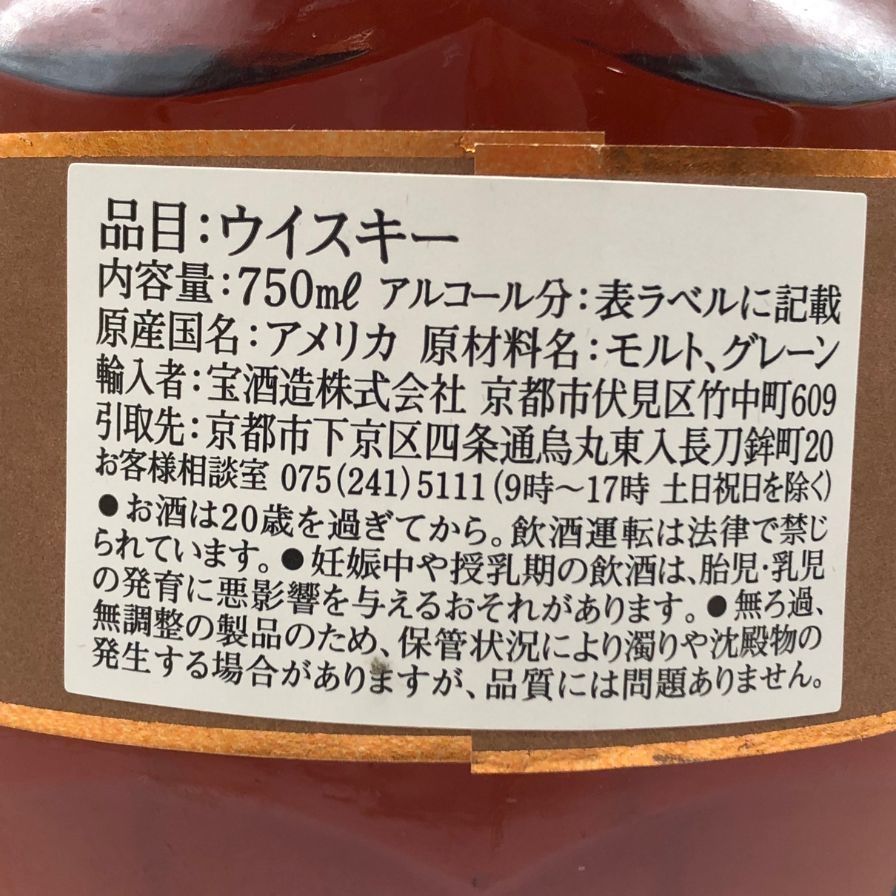 品目：ウイスキー
内容量：750mℓ アルコール分：表ラベルに記載
原産国名：アメリカ 原材料名：モルト、グレーン
輸入者：宝酒造株式会社 京都市伏見区竹中町609
引取先：京都市下京区四条通烏丸東入長刀鉾町20
お客様相談室 075(241)5111(9時〜17時 土日祝日を除く)
●お酒は20歳を過ぎてから。飲酒運転は法律で禁じ
られています。●妊娠中や授乳期の飲酒は、胎児・乳児
の発育に悪影響を与えるおそれがあります。●無ろ過、
無調整の製品のため、保管状況により濁りや沈殿物の
発生する場合がありますが、品質には問題ありません。